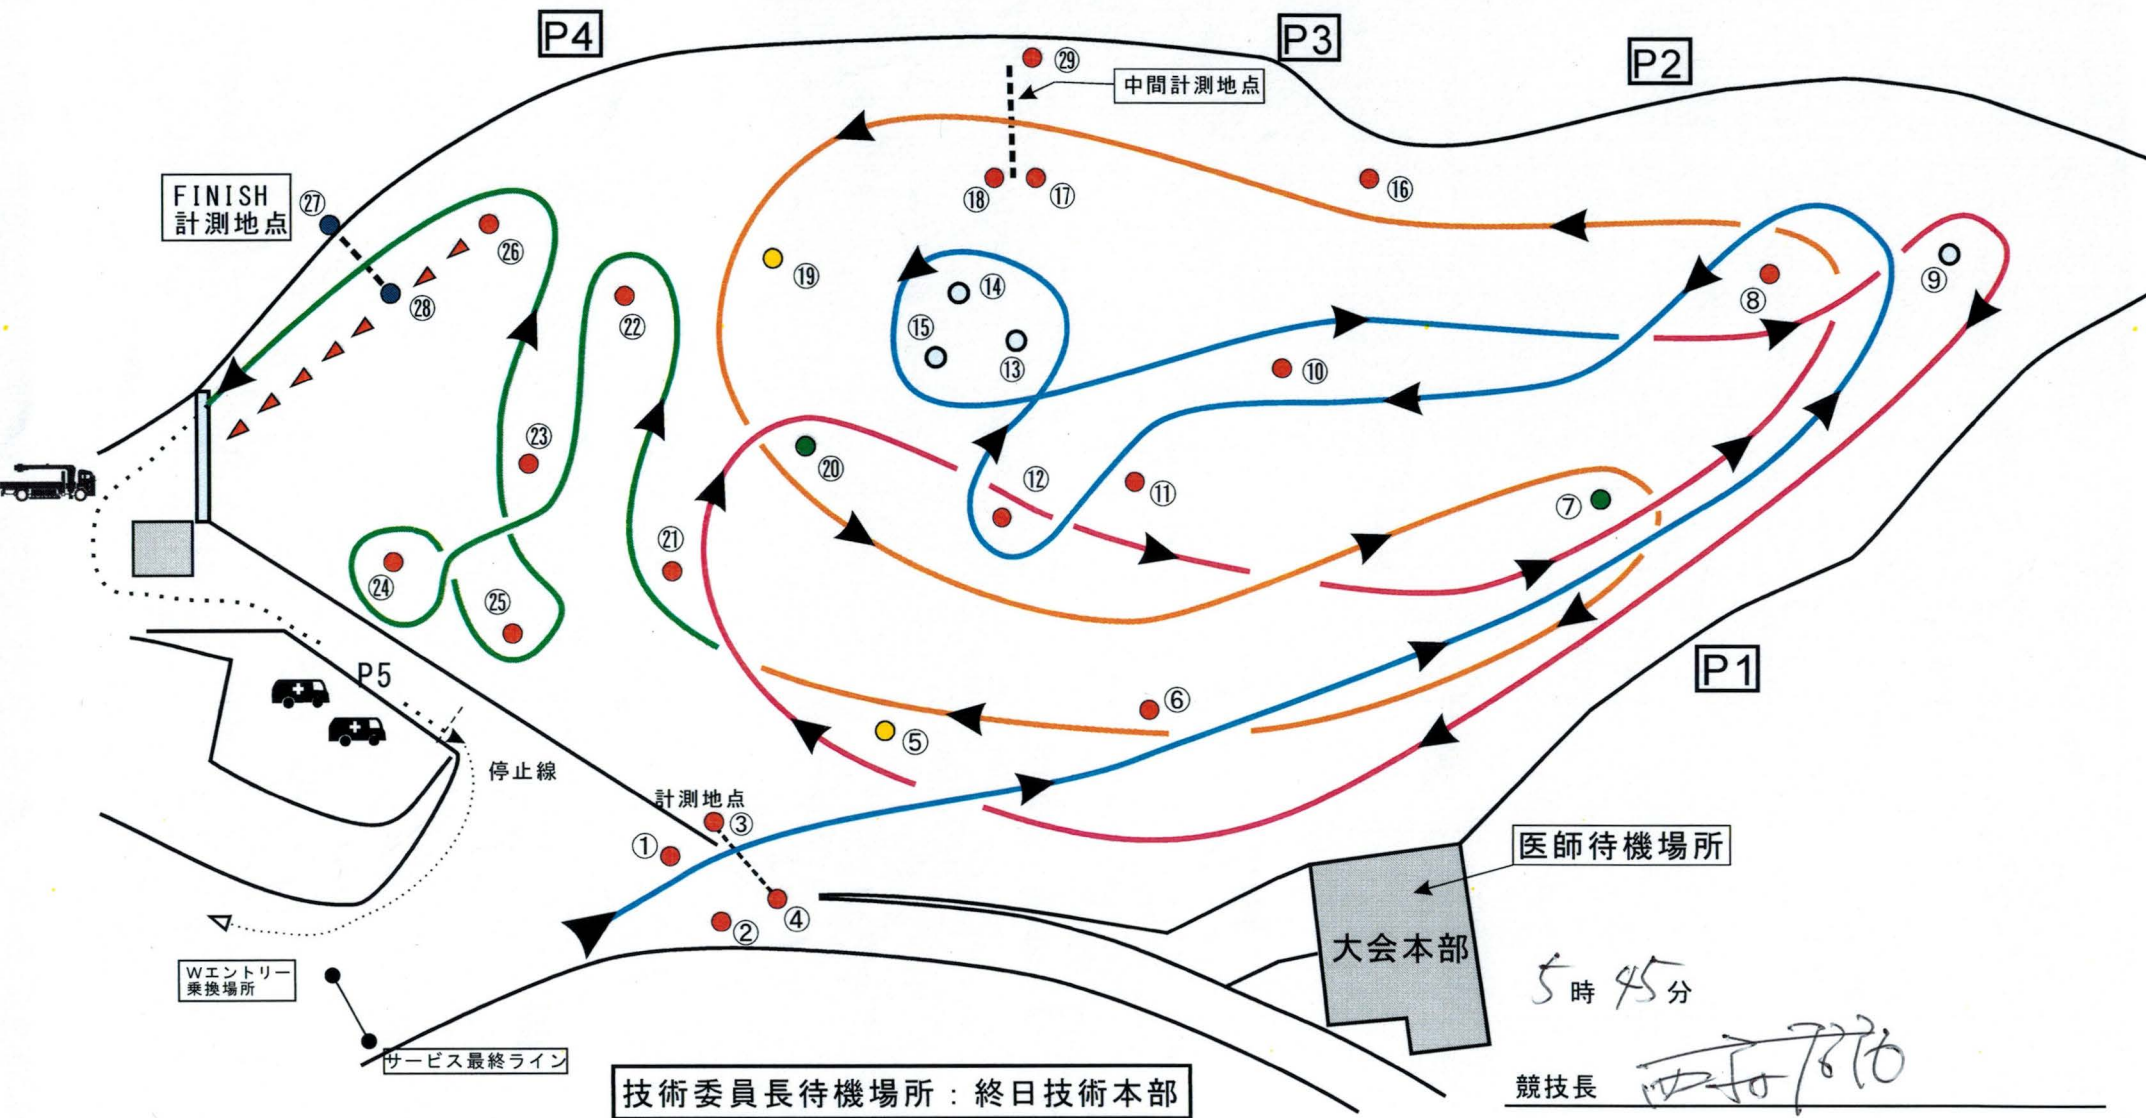 P4
P3
P2
㉙
中間計測地点
FINISH
計測地点
㉗
⑱
⑰
⑯
㉖
⑲
⑭
⑧
⑨
㉘
㉒
⑮
⑬
⑩
㉓
⑳
⑫
⑪
⑦
㉑
㉔
㉕
P5
P1
⑥
⑤
停止線
計測地点
③
①
医師待機場所
④
②
大会本部
Wエントリー
乗換場所
5時45分
サービス最終ライン
技術委員長待機場所：終日技術本部
競技長